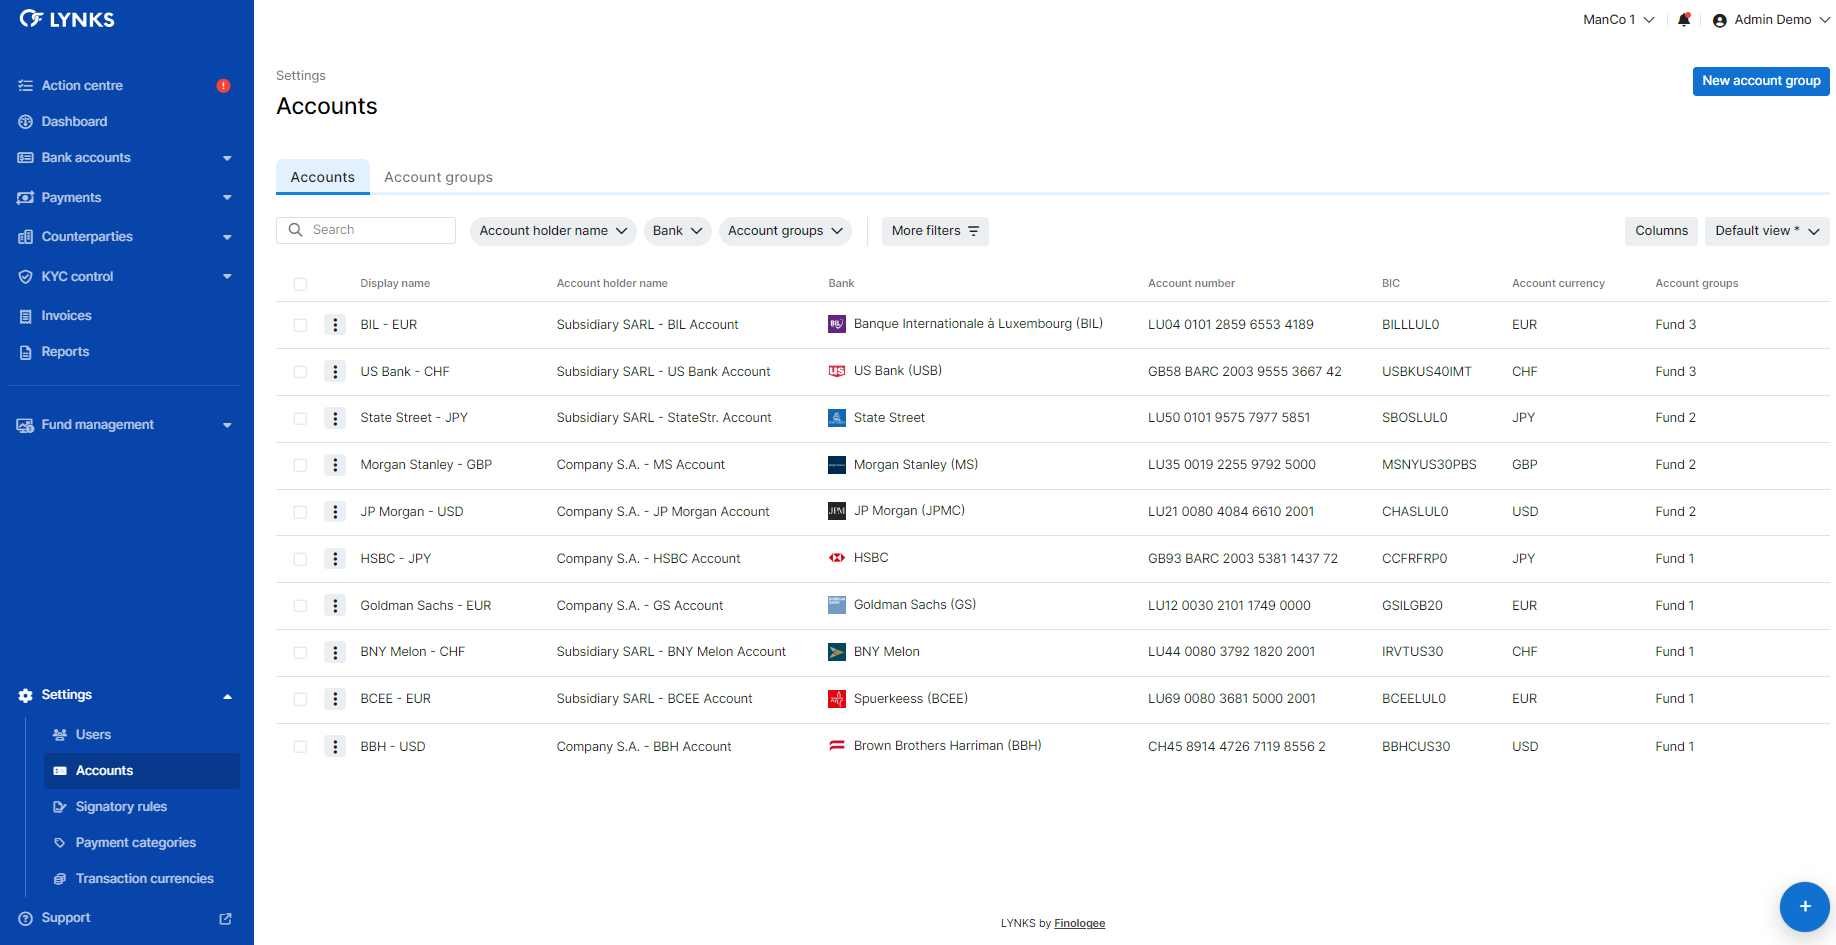 LYNKS
ManCo 1
Admin Demo
Action centre
Dashboard
Bank accounts
Payments
Counterparties
KYC control
Invoices
Reports
Fund management
Settings
Users
Accounts
Signatory rules
Payment categories
Transaction currencies
Support
Settings
New account group
Accounts
Accounts Account groups
Search Account holder name Bank Account groups More filters Columns Default view *
Display name Account holder name Bank Account number BIC Account currency Account groups
BIL - EUR Subsidiary SARL - BIL Account BIL Banque Internationale à Luxembourg (BIL) LU04 0101 2859 6553 4189 BILLLUL0 EUR Fund 3
US Bank - CHF Subsidiary SARL - US Bank Account US US Bank (USB) GB58 BARC 2003 9555 3667 42 USBKUS40IMT CHF Fund 3
State Street - JPY Subsidiary SARL - StateStr. Account State Street LU50 0101 9575 7977 5851 SBOSLUL0 JPY Fund 2
Morgan Stanley - GBP Company S.A. - MS Account Morgan Stanley (MS) LU35 0019 2255 9792 5000 MSNYUS30PBS GBP Fund 2
JP Morgan - USD Company S.A. - JP Morgan Account JPM JP Morgan (JPMC) LU21 0080 4084 6610 2001 CHASLUL0 USD Fund 2
HSBC - JPY Company S.A. - HSBC Account HSBC GB93 BARC 2003 5381 1437 72 CCFRFRP0 JPY Fund 1
Goldman Sachs - EUR Company S.A. - GS Account Goldman Sachs (GS) LU12 0030 2101 1749 0000 GSILGB20 EUR Fund 1
BNY Melon - CHF Subsidiary SARL - BNY Melon Account BNY Melon LU44 0080 3792 1820 2001 IRVTUS30 CHF Fund 1
BCEE - EUR Subsidiary SARL - BCEE Account Spuerkeess (BCEE) LU69 0080 3681 5000 2001 BCEELUL0 EUR Fund 1
BBH - USD Company S.A. - BBH Account Brown Brothers Harriman (BBH) CH45 8914 4726 7119 8556 2 BBHCUS30 USD Fund 1
LYNKS by Finologee